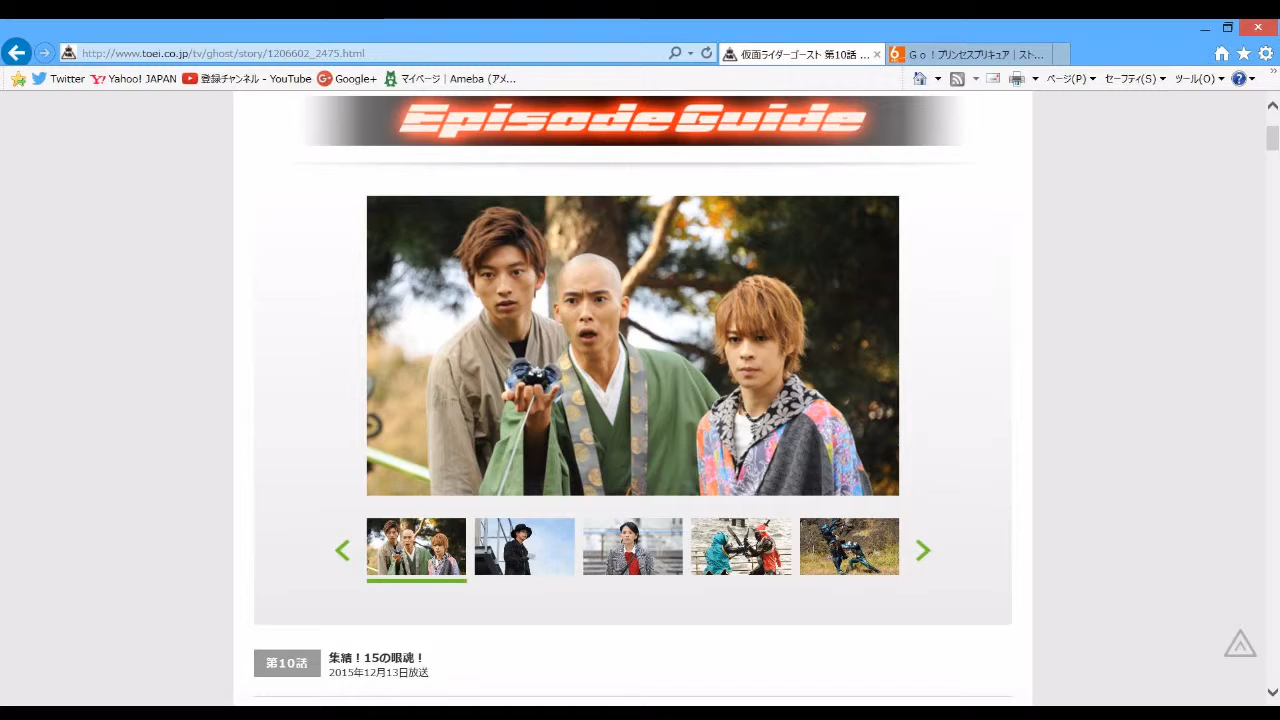 http://www.toei.co.jp/tv/ghost/story/1206602_2475.html
仮面ライダーゴースト 第10話 ...
Ｇｏ！プリンセスプリキュア｜スト...
Twitter
Yahoo! JAPAN
登録チャンネル - YouTube
Google+
マイページ｜Ameba (アメ...
ページ(P)
セーフティ(S)
ツール(O)
Episode Guide
第10話
集結！15の眼魂！
2015年12月13日放送